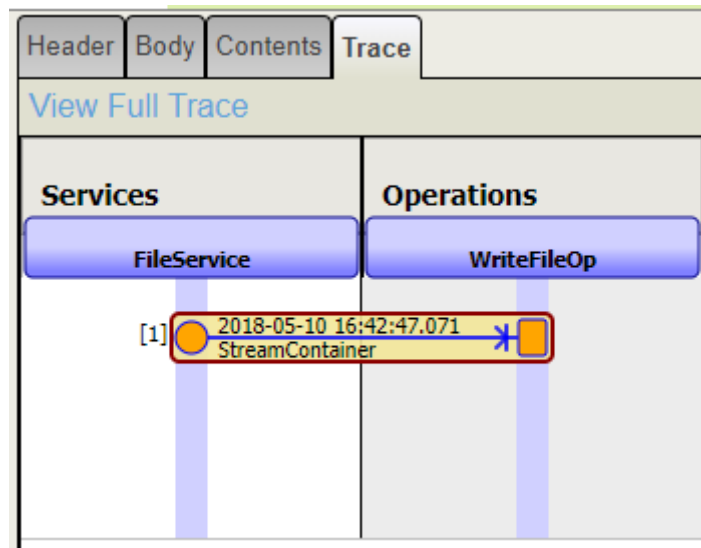 Header Body Contents Trace
View Full Trace
Services Operations
FileService WriteFileOp
[1] 2018-05-10 16:42:47.071
StreamContainer